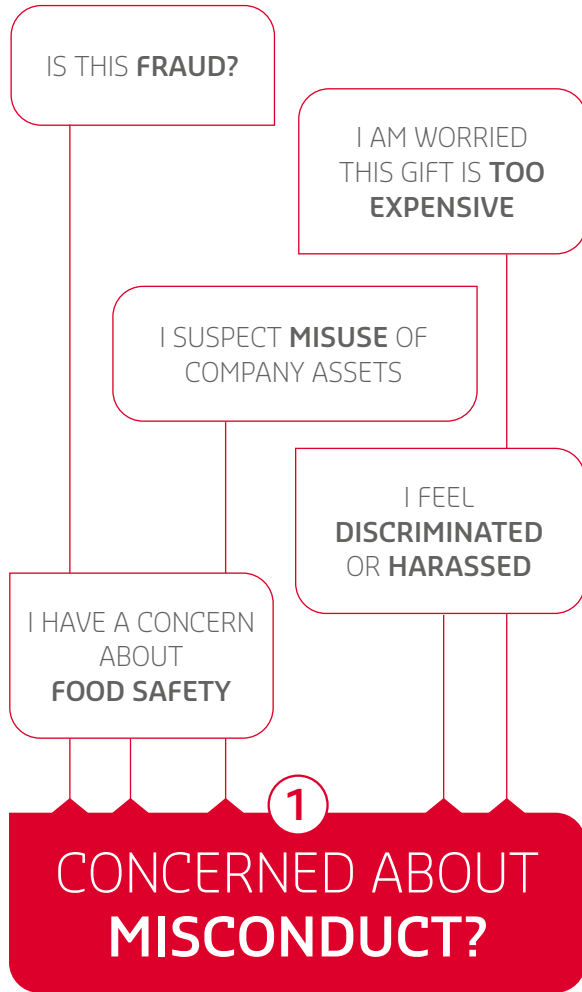 IS THIS FRAUD?
I AM WORRIED
THIS GIFT IS TOO
EXPENSIVE
I SUSPECT MISUSE OF
COMPANY ASSETS
I FEEL
DISCRIMINATED
OR HARASSED
I HAVE A CONCERN
ABOUT
FOOD SAFETY
1
CONCERNED ABOUT
MISCONDUCT?